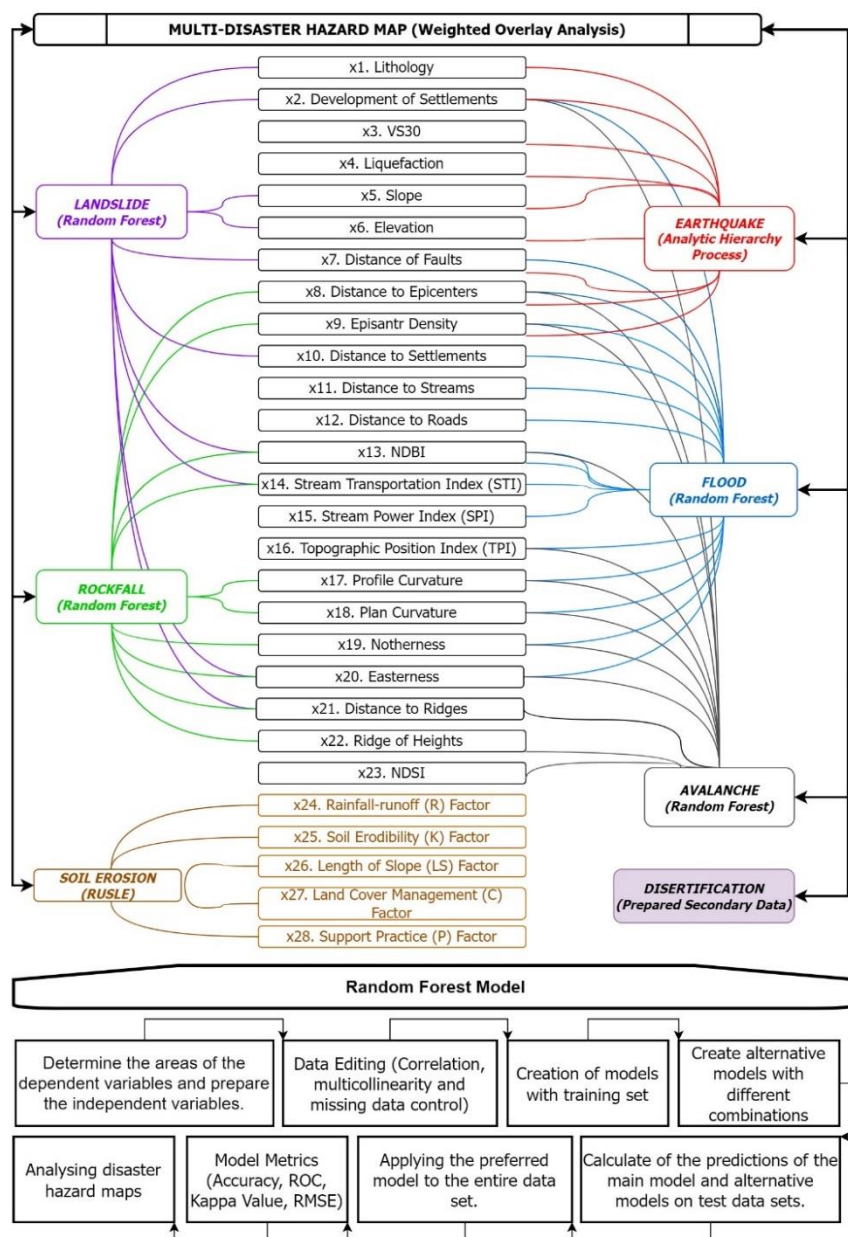 MULTI-DISASTER HAZARD MAP (Weighted Overlay Analysis)
x1. Lithology
x2. Development of Settlements
x3. VS30
x4. Liquefaction
x5. Slope
x6. Elevation
x7. Distance of Faults
x8. Distance to Epicenters
x9. Episantr Density
x10. Distance to Settlements
x11. Distance to Streams
x12. Distance to Roads
x13. NDBI
x14. Stream Transportation Index (STI)
x15. Stream Power Index (SPI)
x16. Topographic Position Index (TPI)
x17. Profile Curvature
x18. Plan Curvature
x19. Notherness
x20. Easterness
x21. Distance to Ridges
x22. Ridge of Heights
x23. NDSI
x24. Rainfall-runoff (R) Factor
x25. Soil Erodibility (K) Factor
x26. Length of Slope (LS) Factor
x27. Land Cover Management (C)
Factor
x28. Support Practice (P) Factor
LANDSLIDE
(Random Forest)
ROCKFALL
(Random Forest)
SOIL EROSION
(RUSLE)
EARTHQUAKE
(Analytic Hierarchy
Process)
FLOOD
(Random Forest)
AVALANCHE
(Random Forest)
DISERTIFICATION
(Prepared Secondary Data)
Random Forest Model
Determine the areas of the
dependent variables and prepare
the independent variables.
Data Editing (Correlation,
multicollinearity and
missing data control)
Creation of models
with training set
Create alternative
models with
different
combinations
Analysing disaster
hazard maps
Model Metrics
(Accuracy, ROC,
Kappa Value, RMSE)
Applying the preferred
model to the entire data
set.
Calculate of the predictions of the
main model and alternative
models on test data sets.